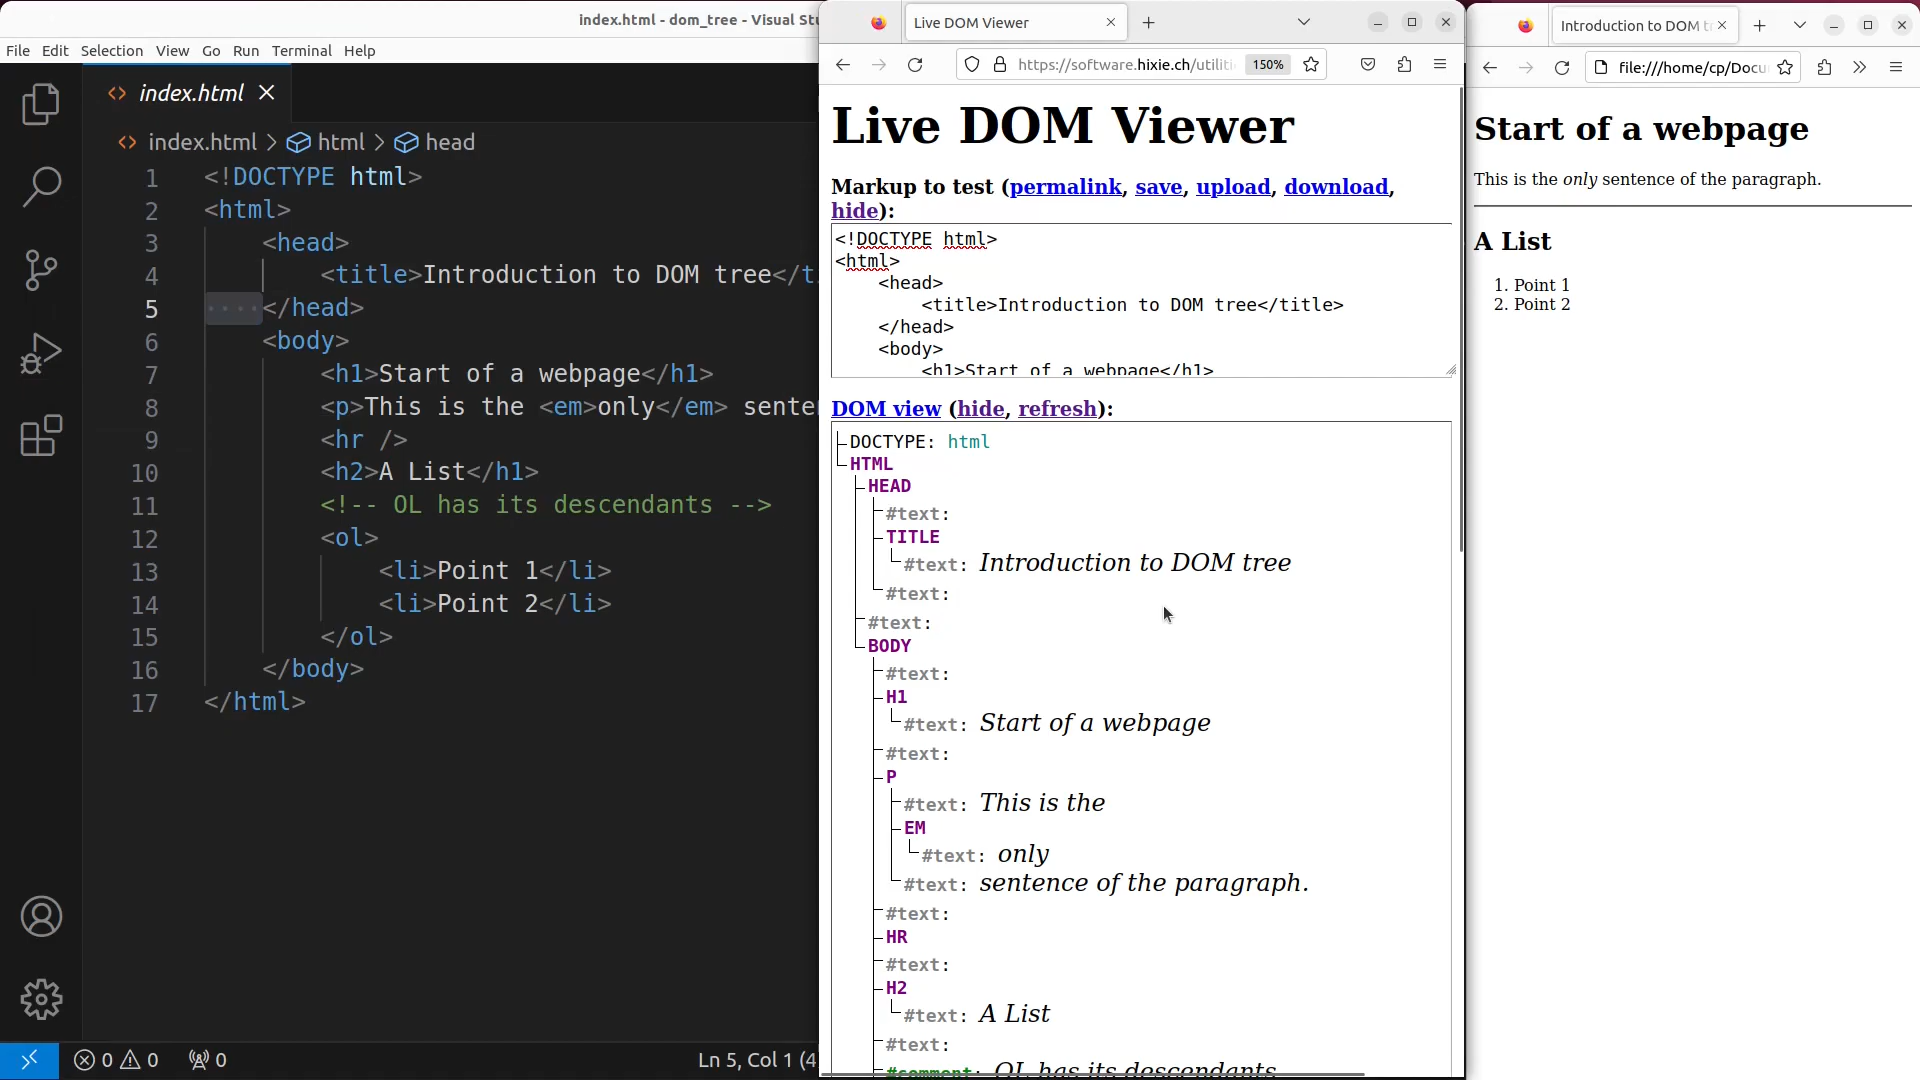 index.html - dom_tree - Visual Stu
File Edit Selection View Go Run Terminal Help
index.html
index.html > html > head
1 <!DOCTYPE html>
2 <html>
3 <head>
4 <title>Introduction to DOM tree</t
5 ····</head>
6 <body>
7 <h1>Start of a webpage</h1>
8 <p>This is the <em>only</em> senten
9 <hr />
10 <h2>A List</h1>
11 <!-- OL has its descendants -->
12 <ol>
13 <li>Point 1</li>
14 <li>Point 2</li>
15 </ol>
16 </body>
17 </html>
0 0 0 Ln 5, Col 1 (4
Live DOM Viewer
https://software.hixie.ch/utiliti 150%
Live DOM Viewer
Markup to test (permalink, save, upload, download,
hide):
<!DOCTYPE html>
<html>
<head>
<title>Introduction to DOM tree</title>
</head>
<body>
<h1>Start of a webpage</h1>
DOM view (hide, refresh):
DOCTYPE: html
HTML
HEAD
#text:
TITLE
#text: Introduction to DOM tree
#text:
#text:
BODY
#text:
H1
#text: Start of a webpage
#text:
P
#text: This is the
EM
#text: only
#text: sentence of the paragraph.
#text:
HR
#text:
H2
#text: A List
#text:
#comment: OL has its descendants
Introduction to DOM t
file:///home/cp/Docu
Start of a webpage
This is the only sentence of the paragraph.
A List
1. Point 1
2. Point 2